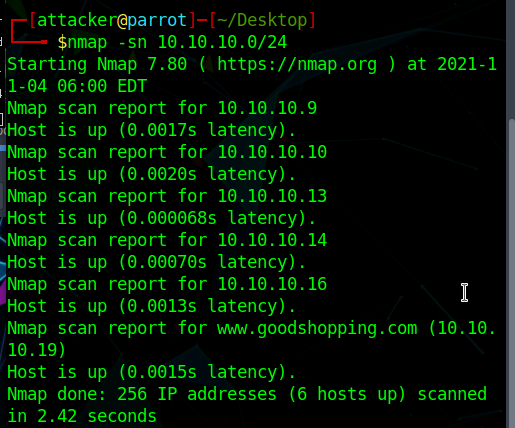 ┌─[attacker@parrot]─[~/Desktop]
└──╼ $nmap -sn 10.10.10.0/24
Starting Nmap 7.80 ( https://nmap.org ) at 2021-1
1-04 06:00 EDT
Nmap scan report for 10.10.10.9
Host is up (0.0017s latency).
Nmap scan report for 10.10.10.10
Host is up (0.0020s latency).
Nmap scan report for 10.10.10.13
Host is up (0.000068s latency).
Nmap scan report for 10.10.10.14
Host is up (0.00070s latency).
Nmap scan report for 10.10.10.16
Host is up (0.0013s latency).
Nmap scan report for www.goodshopping.com (10.10.
10.19)
Host is up (0.0015s latency).
Nmap done: 256 IP addresses (6 hosts up) scanned
in 2.42 seconds